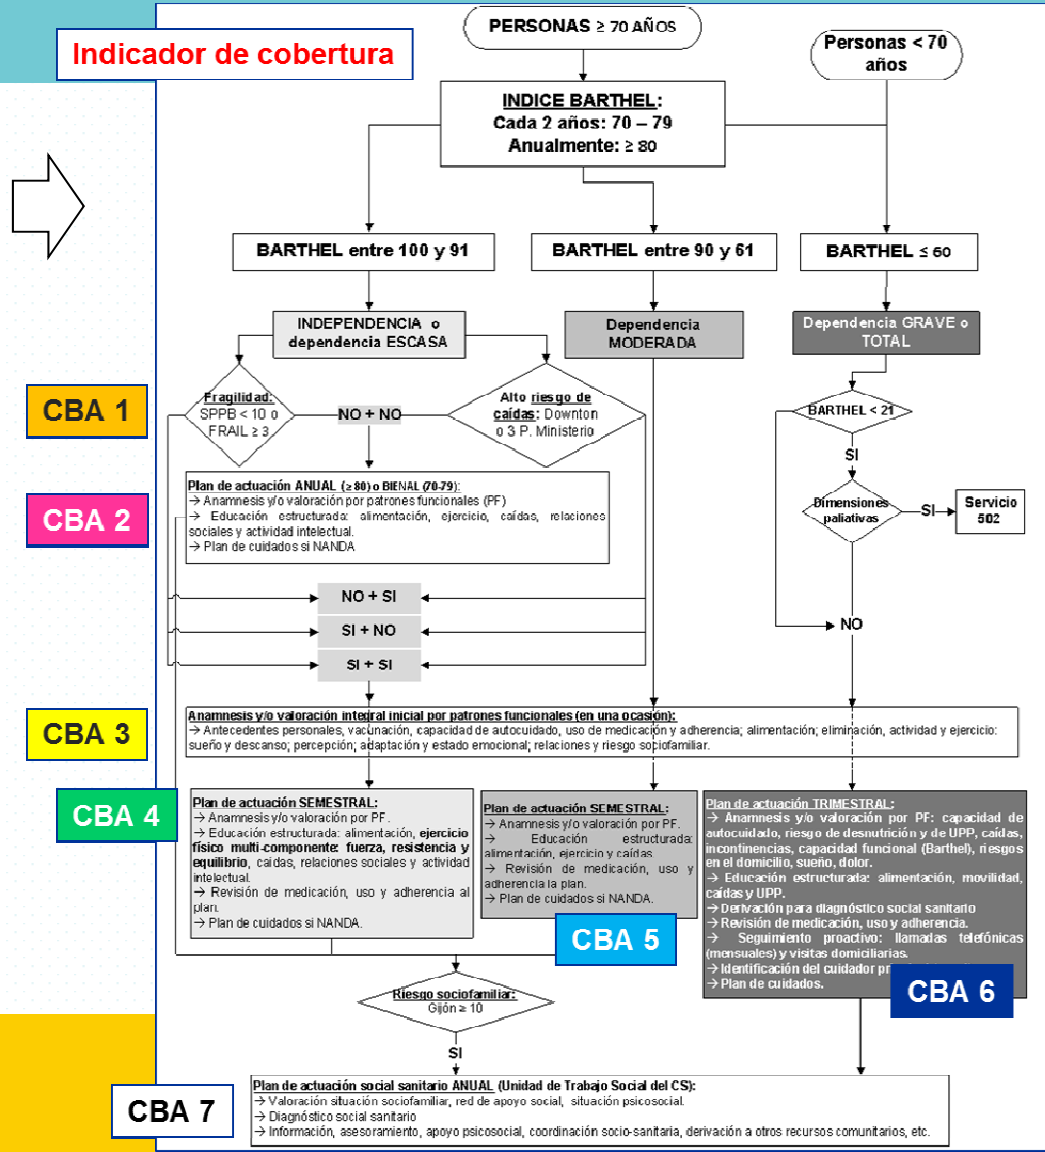 Indicador de cobertura
PERSONAS ≥ 70 AÑOS
Personas < 70
años
INDICE BARTHEL:
Cada 2 años: 70 – 79
Anualmente: ≥ 80
BARTHEL entre 100 y 91
BARTHEL entre 90 y 61
BARTHEL ≤ 60
INDEPENDENCIA o
dependencia ESCASA
Dependencia
MODERADA
Dependencia GRAVE o
TOTAL
CBA 1
Fragilidad:
SPPB < 10 o
FRAIL ≥ 3
NO + NO
Alto riesgo de
caídas: Downton
o 3 P. Ministerio
BARTHEL < 21
SI
CBA 2
Plan de actuación ANUAL (≥ 80) o BIENAL (70-79):
→ Anamnesis y/o valoración por patrones funcionales (PF)
→ Educación estructurada: alimentación, ejercicio, caídas, relaciones
sociales y actividad intelectual.
→ Plan de cuidados si NANDA
Dimensiones
paliativas
SI
Servicio
502
NO + SI
SI + NO
SI + SI
NO
CBA 3
Anamnesis y/o valoración integral inicial por patrones funcionales (en una ocasión):
→ Antecedentes personales, vacunación, capacidad de autocuidado, uso de medicación y adherencia; alimentación; eliminación, actividad y ejercicio:
sueño y descanso; percepción; adaptación y estado emocional; relaciones y riesgo sociofamiliar.
CBA 4
Plan de actuación SEMESTRAL:
→ Anamnesis y/o valoración por PF.
→ Educación estructurada: alimentación, ejercicio
físico multi-componente: fuerza, resistencia y
equilibrio, caídas, relaciones sociales y actividad
intelectual.
→ Revisión de medicación, uso y adherencia al
plan.
→ Plan de cuidados si NANDA.
Plan de actuación SEMESTRAL:
→ Anamnesis y/o valoración por PF.
→ Educación estructurada:
alimentación, ejercicio y caídas
→ Revisión de medicación, uso y
adherencia la plan.
→ Plan de cuidados si NANDA.
CBA 5
Plan de actuación TRIMESTRAL:
→ Anamnesis y/o valoración por PF: capacidad de
autocuidado, riesgo de desnutrición y de UPP, caídas,
incontinencias, capacidad funcional (Barthel), riesgos
en el domicilio, sueño, dolor.
→ Educación estructurada: alimentación, movilidad,
caídas y UPP.
→ Derivación para diagnóstico social sanitario
→ Revisión de medicación, uso y adherencia.
→ Seguimiento proactivo: llamadas telefónicas
(mensuales) y visitas domiciliarias.
→ Identificación del cuidador
→ Plan de cuidados.
CBA 6
Riesgo sociofamiliar:
Gijón ≥ 10
SI
CBA 7
Plan de actuación social sanitario ANUAL (Unidad de Trabajo Social del CS):
→ Valoración situación sociofamiliar, red de apoyo social, situación psicosocial.
→ Diagnóstico social sanitario
→ Información, asesoramiento, apoyo psicosocial, coordinación socio-sanitaria, derivación a otros recursos comunitarios, etc.